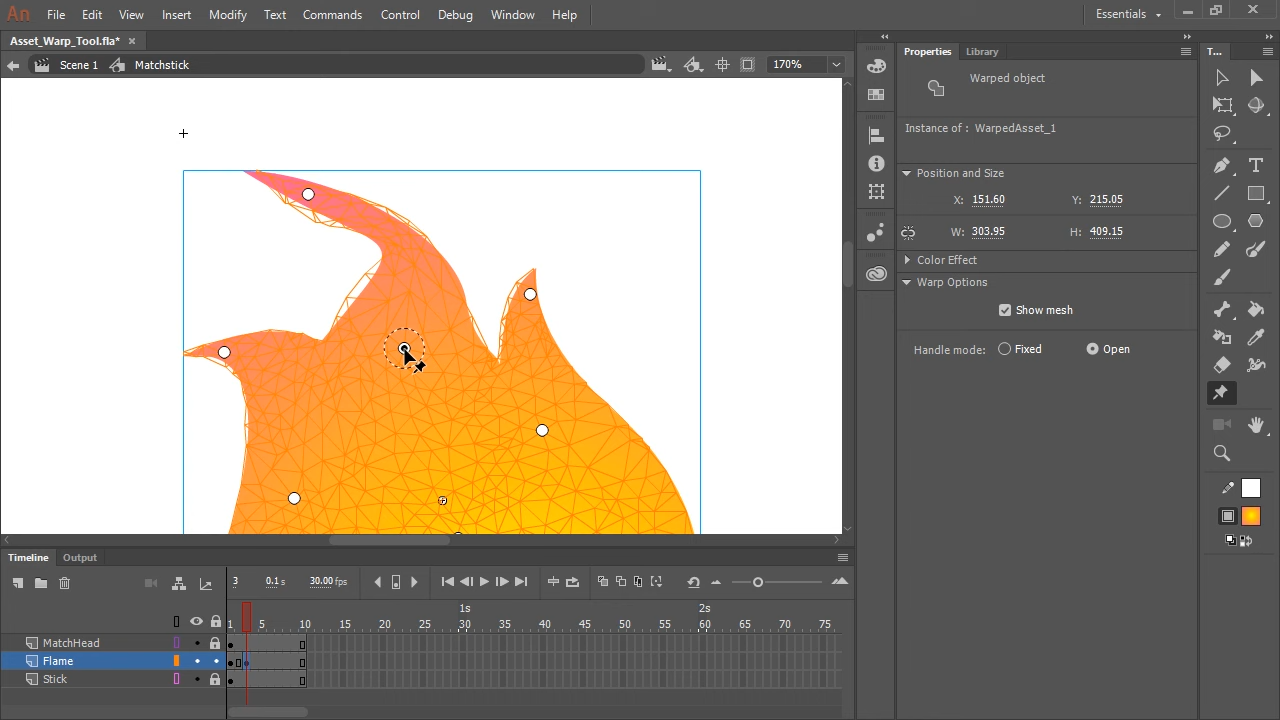 An File Edit View Insert Modify Text Commands Control Debug Window Help Essentials
Asset_Warp_Tool.fla* ×
Scene 1 Matchstick 170%
Properties Library
T...
Warped object
Instance of : WarpedAsset_1
Position and Size
X: 151.60 Y: 215.05
W: 303.95 H: 409.15
Color Effect
Warp Options
Show mesh
Handle mode: Fixed Open
Timeline Output
3 0.1 s 30.00 fps
1s 2s
1 5 10 15 20 25 30 35 40 45 50 55 60 65 70 75
MatchHead
Flame
Stick